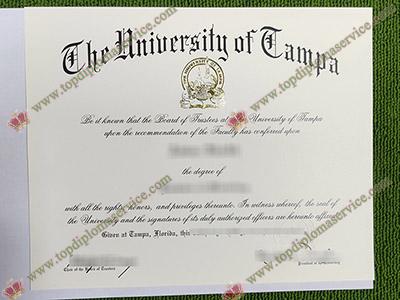 The University of Tampa
Be it known that the Board of Trustees of the University of Tampa
upon the recommendation of the Faculty has conferred upon
the degree of
with all the rights, honors, and privileges thereunto. In witness whereof, the seal of
the University and the signatures of its duly authorized officers are hereunto affixed.
Given at Tampa, Florida, this
Chair of the Board of Trustees
www.topdiplomaservice.com